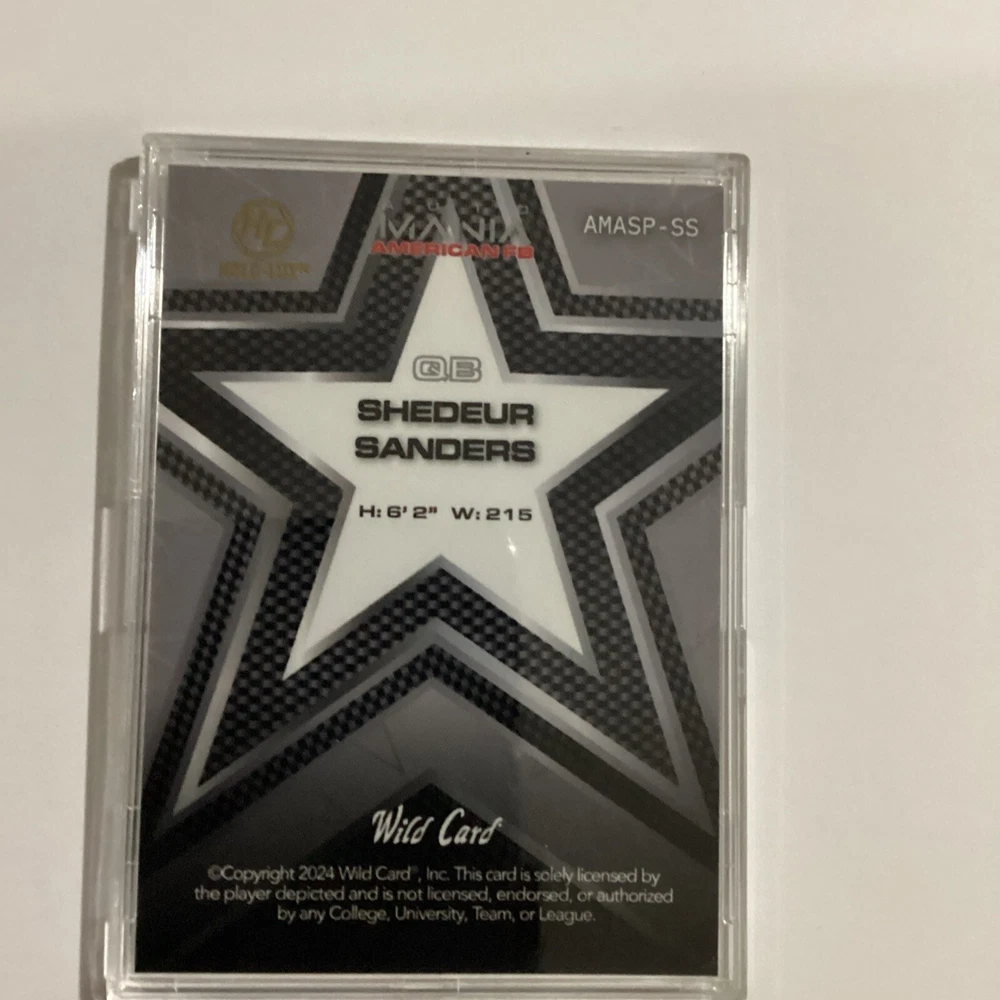 MANIA
AMERICAN FB
AMASP-SS
QB
SHEDEUR
SANDERS
H: 6' 2" W: 215
Wild Card®
©Copyright 2024 Wild Card®, Inc. This card is solely licensed by
the player depicted and is not licensed, endorsed, or authorized
by any College, University, Team, or League.